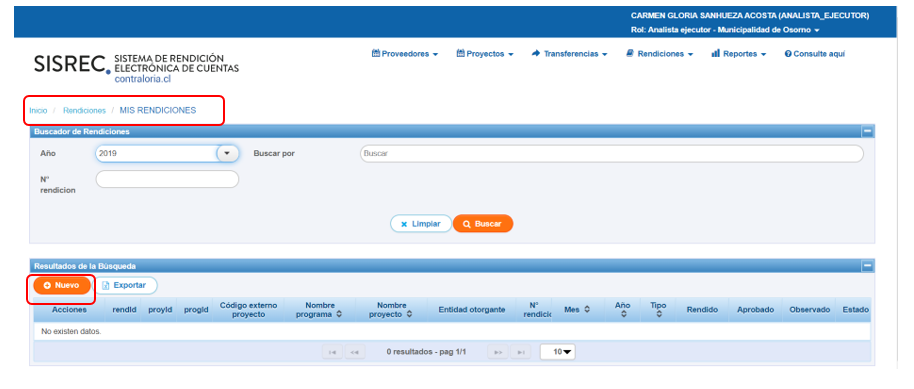 CARMEN GLORIA SANHUEZA ACOSTA (ANALISTA_EJECUTOR)
Rol: Analista ejecutor - Municipalidad de Osorno
SISREC. SISTEMA DE RENDICIÓN
ELECTRÓNICA DE CUENTAS
contraloria.cl
Proveedores Proyectos Transferencias Rendiciones Reportes Consulte aquí
Inicio / Rendiciones / MIS RENDICIONES
Buscador de Rendiciones
Año 2019 Buscar por Buscar
N°
rendicion
Limpiar Buscar
Resultados de la Búsqueda
Nuevo Exportar
Acciones rendId proyId progId Código externo proyecto Nombre programa Nombre proyecto Entidad otorgante N° rendicic Mes Año Tipo Rendido Aprobado Observado Estado
No existen datos.
0 resultados - pag 1/1 10